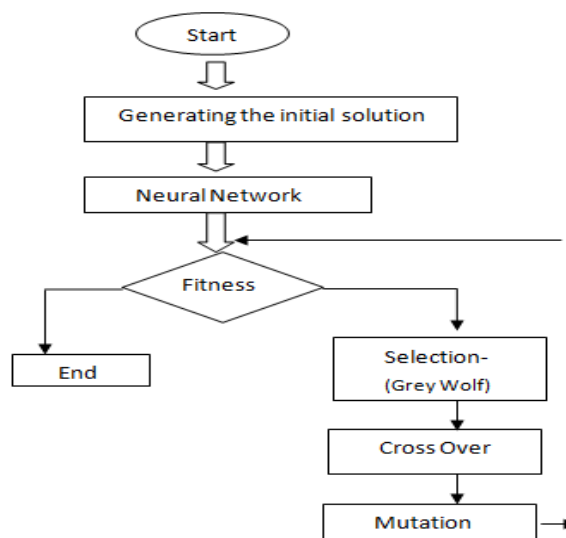 Start
Generating the initial solution
Neural Network
Fitness
End
Selection-
(Grey Wolf)
Cross Over
Mutation